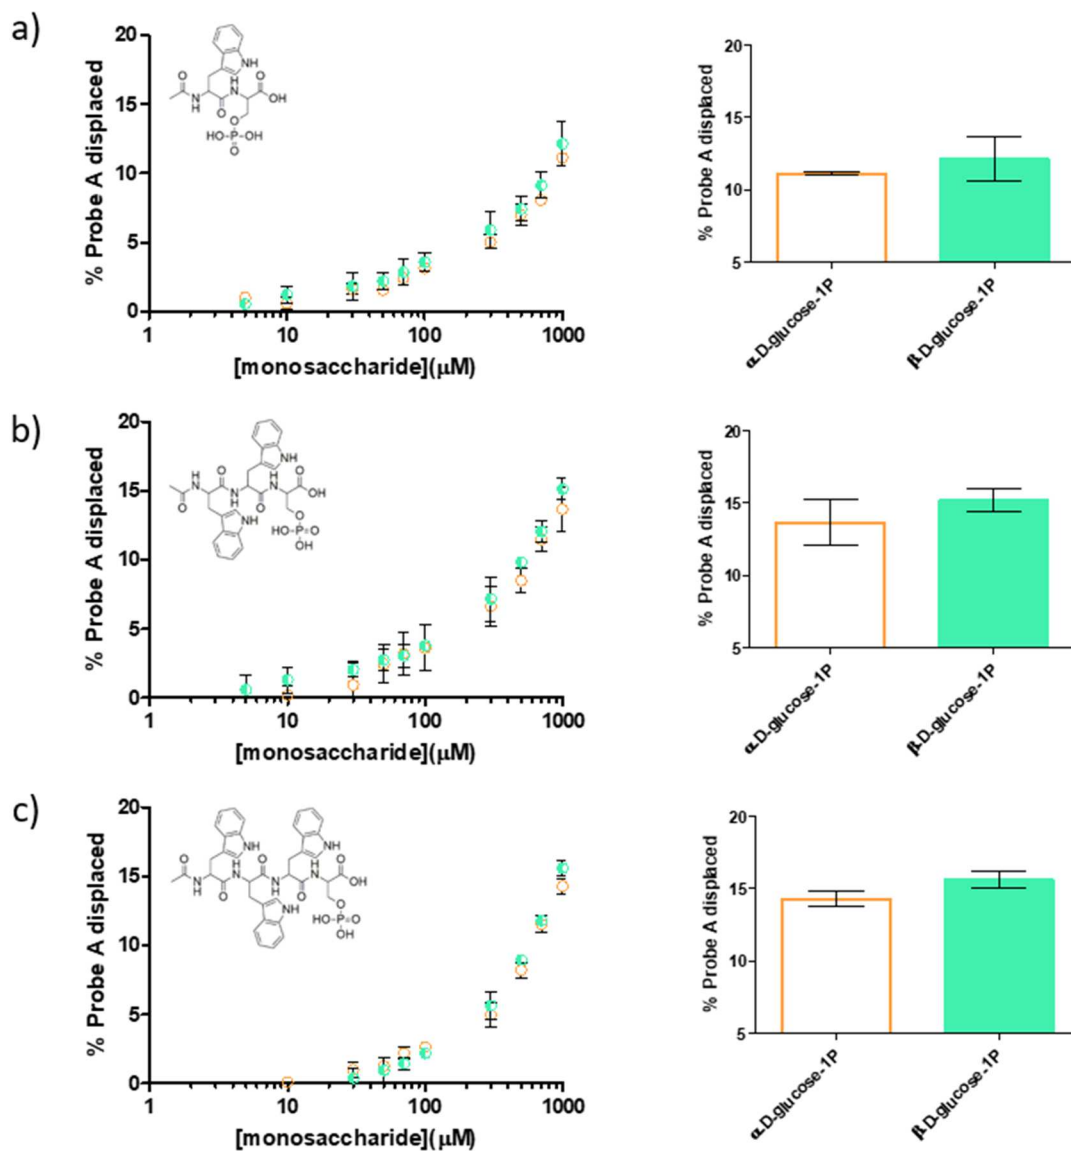 a)
20
15
10
5
0
% Probe A displaced
1 10 100 1000
[monosaccharide](μM)
NH
O
N
H
H
N
O
O
OH
O
HO-P-OH
O
20
15
10
5
% Probe A displaced
α-D-glucose-1P
β-D-glucose-1P
b)
20
15
10
5
0
% Probe A displaced
1 10 100 1000
[monosaccharide](μM)
NH
H
N
O
O
N
H
O
H
N
O
O
OH
O
HO-P=O
OH
NH
20
15
10
5
% Probe A displaced
α-D-glucose-1P
β-D-glucose-1P
c)
20
15
10
5
0
% Probe A displaced
1 10 100 1000
[monosaccharide](μM)
NH
NH
O
N
H
O
H
N
O
N
H
O
H
N
O
OH
O
HO-P=O
OH
NH
20
15
10
5
% Probe A displaced
α-D-glucose-1P
β-D-glucose-1P